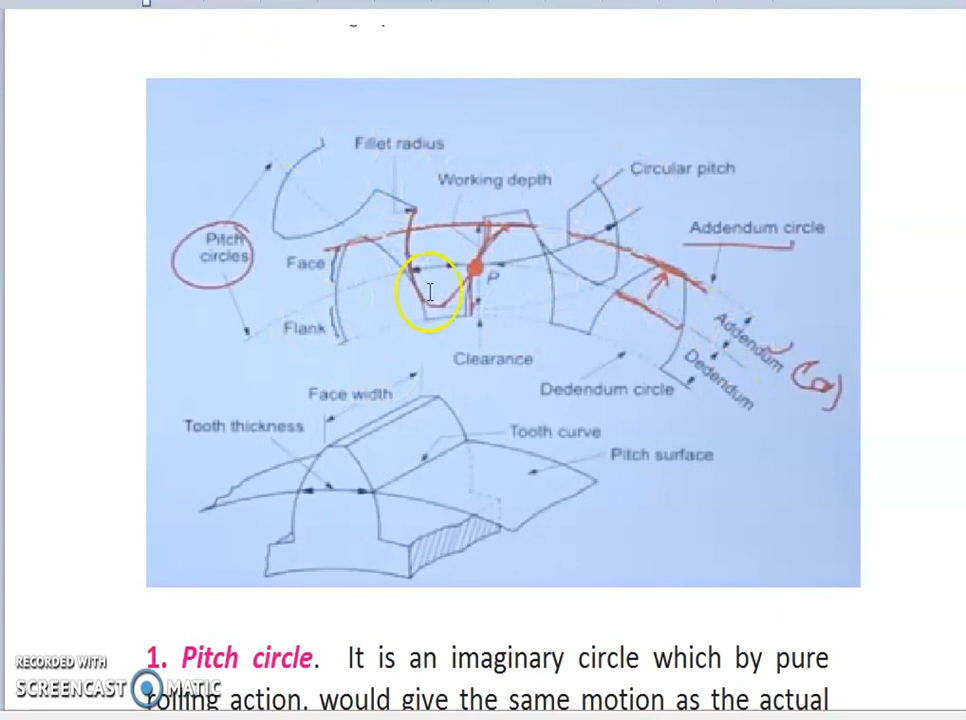 Fillet radius
Working depth
Circular pitch
Addendum circle
Pitch
circles
Face
P
Flank
Addendum
(a)
Dedendum
Clearance
Dedendum circle
Face width
Tooth thickness
Tooth curve
Pitch surface
1. Pitch circle. It is an imaginary circle which by pure
rolling action, would give the same motion as the actual
RECORDED WITH
SCREENCAST MATIC